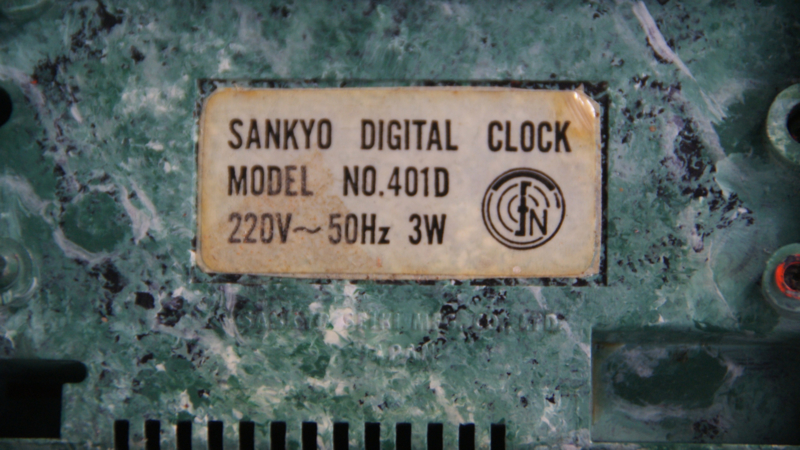 SANKYO DIGITAL CLOCK
MODEL NO.401D
220V~50Hz 3W
FN